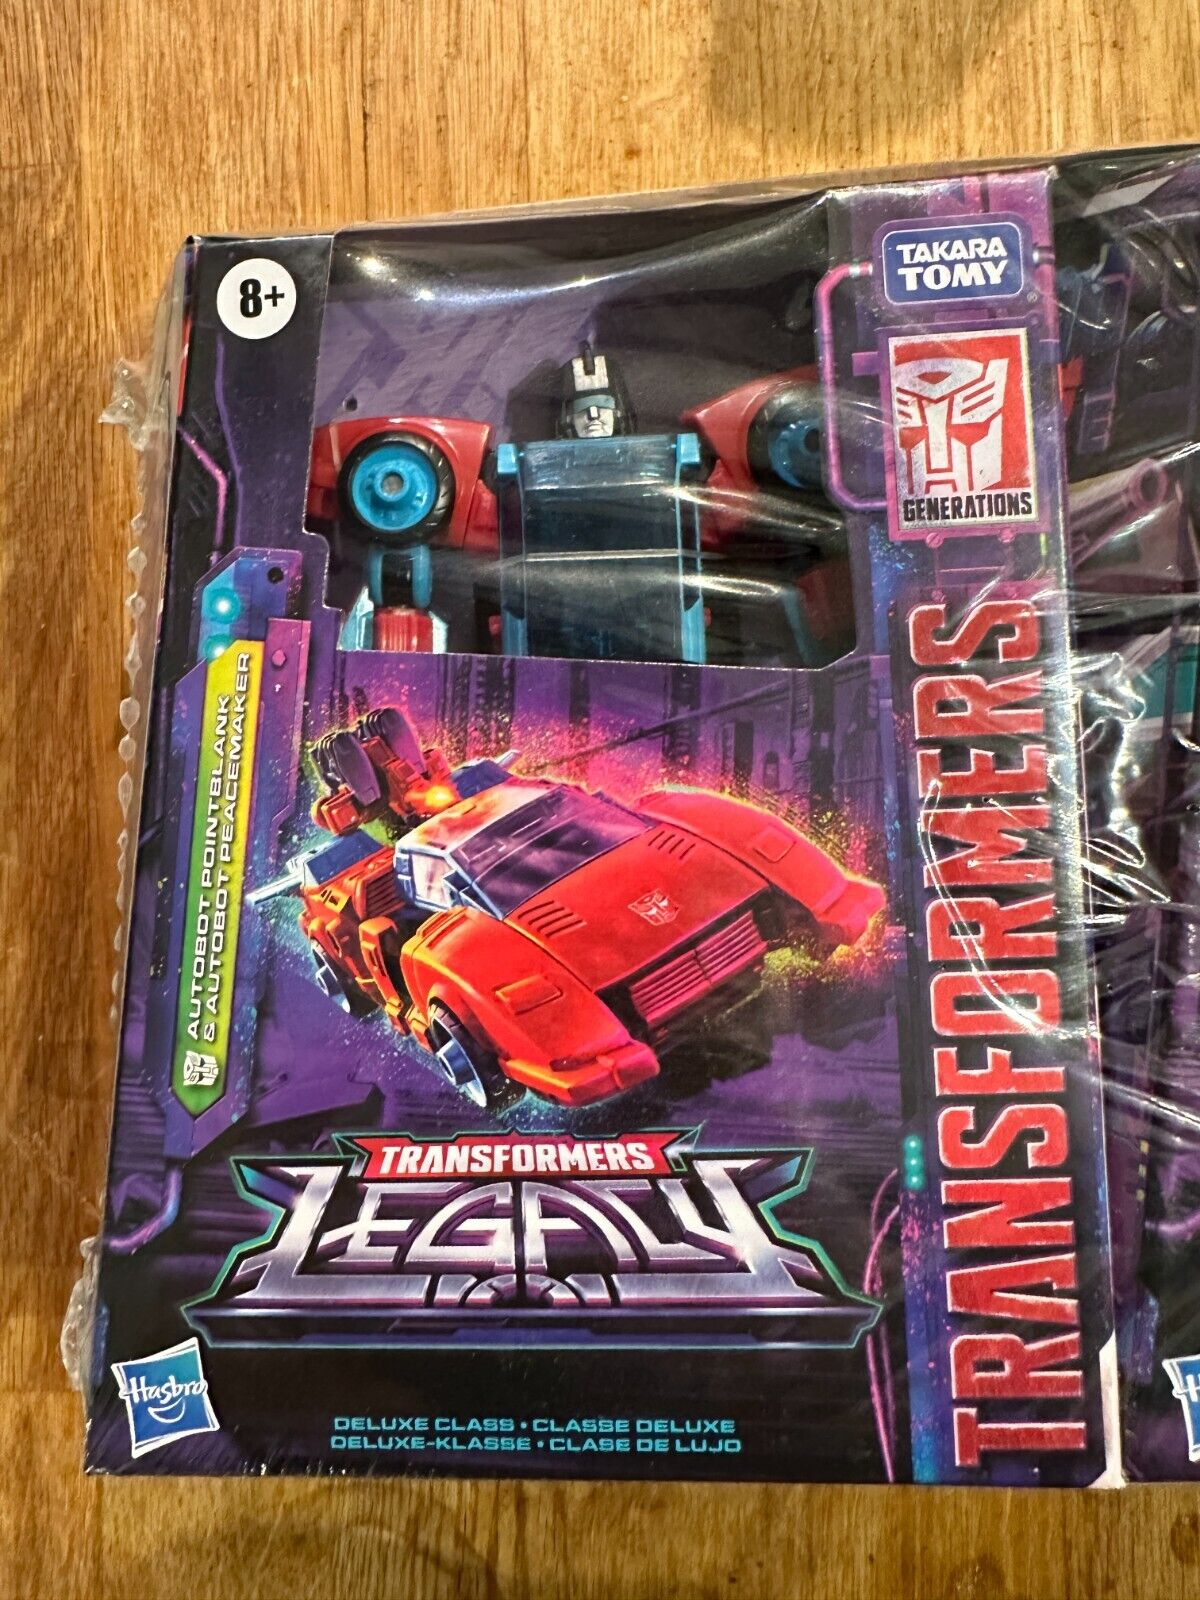 8+
TAKARA
TOMY
®
GENERATIONS
TRANSFORMERS
AUTOBOT POINTBLANK
& AUTOBOT PEACEMAKER
TRANSFORMERS
LEGACY
Hasbro
DELUXE CLASS • CLASSE DELUXE
DELUXE-KLASSE • CLASE DE LUJO